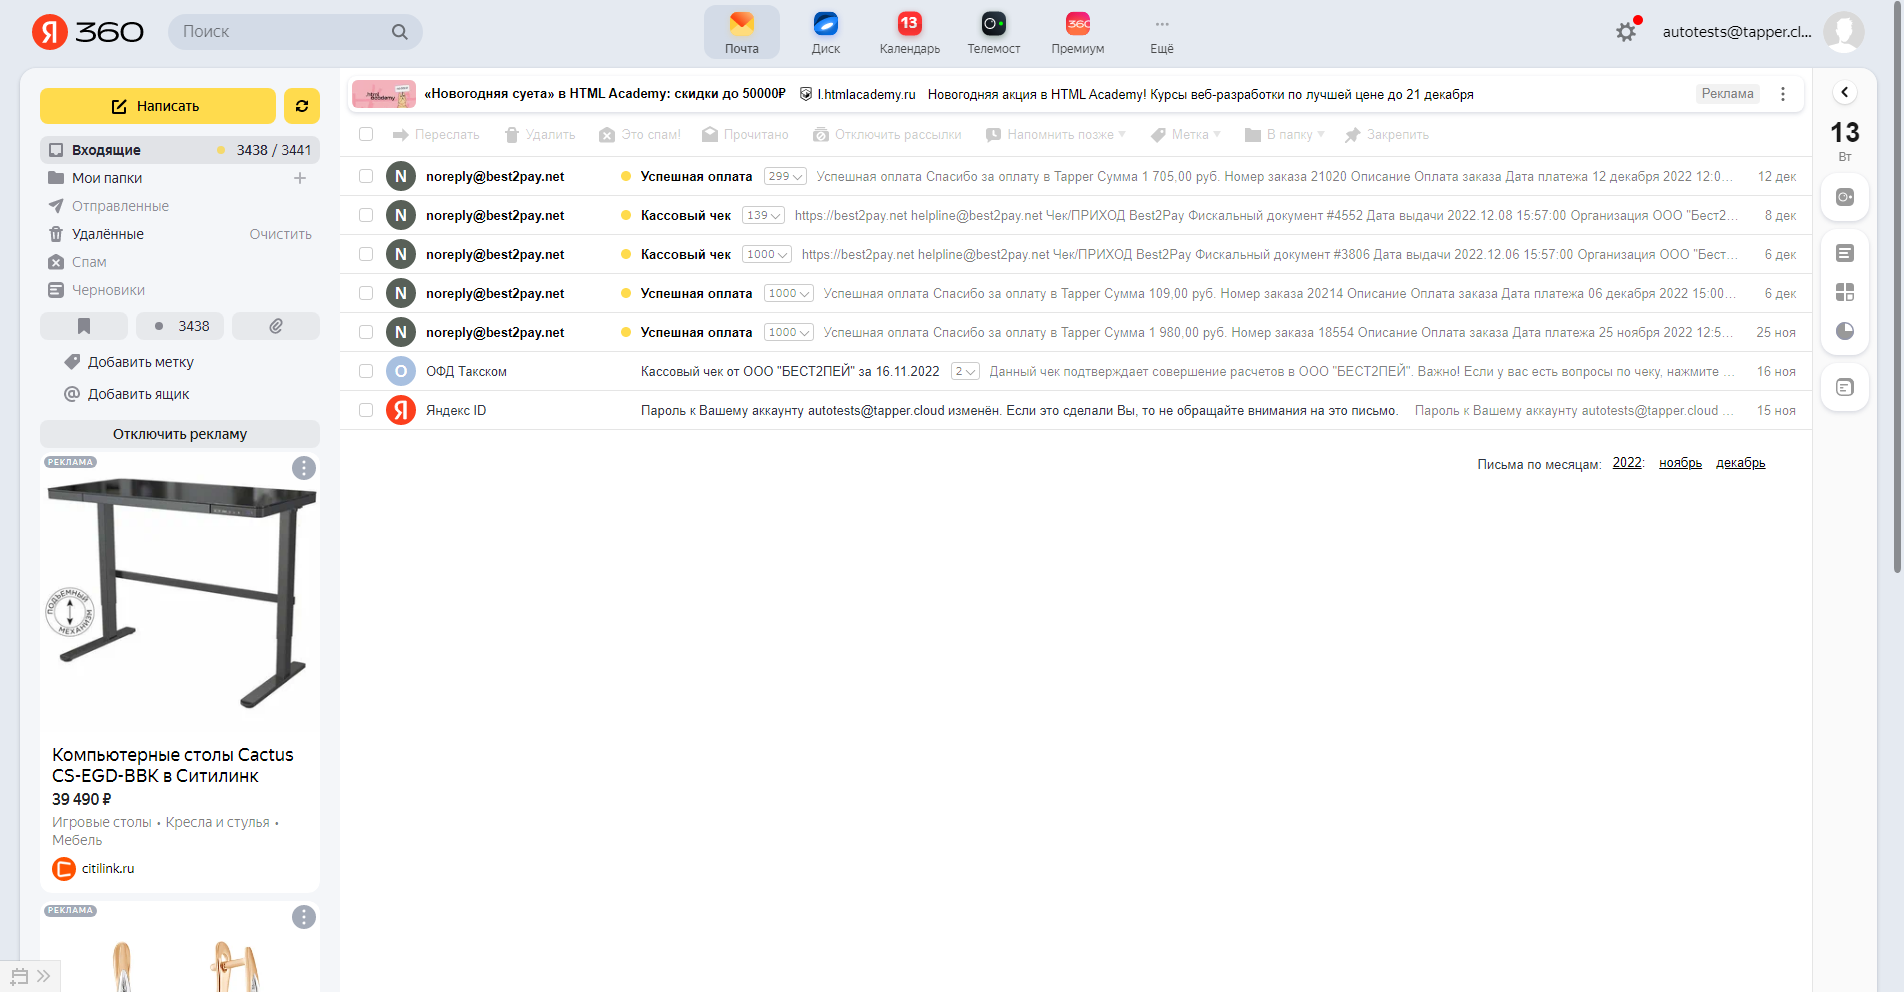 Я 360
Поиск
Почта
Диск
13
Календарь
Телемост
360
Премиум
Ещё
autotests@tapper.cl...
Написать
Входящие
3438 / 3441
Мои папки
Отправленные
Удалённые
Очистить
Спам
Черновики
3438
Добавить метку
Добавить ящик
Отключить рекламу
РЕКЛАМА
ПОДЪЕМНЫЙ МЕХАНИЗМ
Компьютерные столы Cactus
CS-EGD-BBK в Ситилинк
39 490 ₽
Игровые столы • Кресла и стулья •
Мебель
citilink.ru
РЕКЛАМА
«Новогодняя суета» в HTML Academy: скидки до 50000₽ l.htmlacademy.ru Новогодняя акция в HTML Academy! Курсы веб-разработки по лучшей цене до 21 декабря Реклама
Переслать Удалить Это спам! Прочитано Отключить рассылки Напомнить позже Метка В папку Закрепить
N noreply@best2pay.net Успешная оплата 299 Успешная оплата Спасибо за оплату в Tapper Сумма 1 705,00 руб. Номер заказа 21020 Описание Оплата заказа Дата платежа 12 декабря 2022 12:0... 12 дек
N noreply@best2pay.net Кассовый чек 139 https://best2pay.net helpline@best2pay.net Чек/ПРИХОД Best2Pay Фискальный документ #4552 Дата выдачи 2022.12.08 15:57:00 Организация ООО "Бест2... 8 дек
N noreply@best2pay.net Кассовый чек 1000 https://best2pay.net helpline@best2pay.net Чек/ПРИХОД Best2Pay Фискальный документ #3806 Дата выдачи 2022.12.06 15:57:00 Организация ООО "Бест... 6 дек
N noreply@best2pay.net Успешная оплата 1000 Успешная оплата Спасибо за оплату в Tapper Сумма 109,00 руб. Номер заказа 20214 Описание Оплата заказа Дата платежа 06 декабря 2022 15:00... 6 дек
N noreply@best2pay.net Успешная оплата 1000 Успешная оплата Спасибо за оплату в Tapper Сумма 1 980,00 руб. Номер заказа 18554 Описание Оплата заказа Дата платежа 25 ноября 2022 12:5... 25 ноя
О ОФД Такском Кассовый чек от ООО "БЕСТ2ПЕЙ" за 16.11.2022 2 Данный чек подтверждает совершение расчетов в ООО "БЕСТ2ПЕЙ". Важно! Если у вас есть вопросы по чеку, нажмите ... 16 ноя
Я Яндекс ID Пароль к Вашему аккаунту autotests@tapper.cloud изменён. Если это сделали Вы, то не обращайте внимания на это письмо. Пароль к Вашему аккаунту autotests@tapper.cloud ... 15 ноя
Письма по месяцам: 2022: ноябрь декабрь
13
Вт